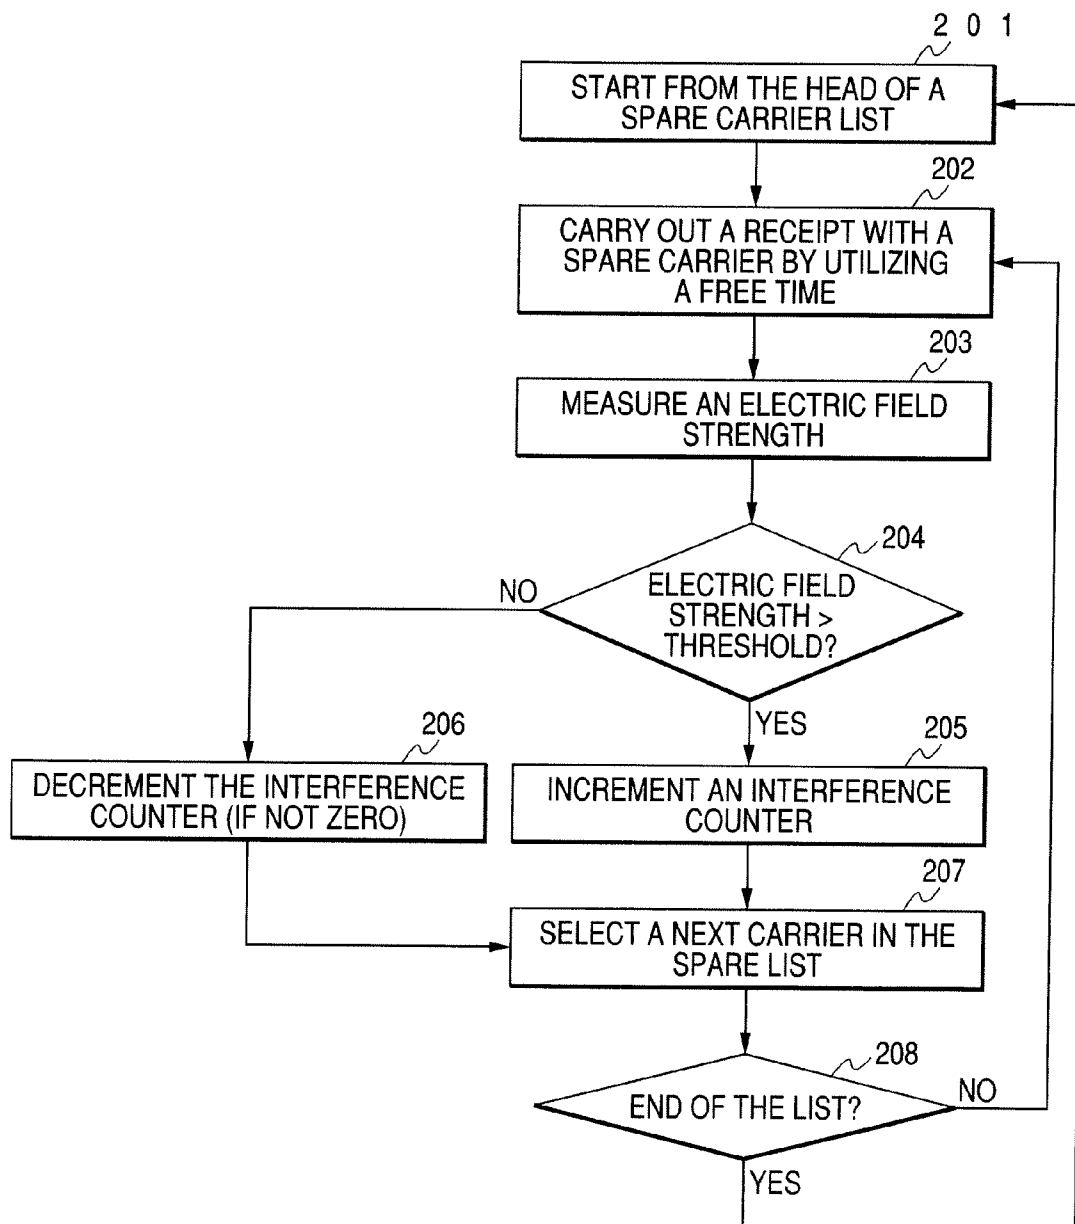 2 0 1
START FROM THE HEAD OF A
SPARE CARRIER LIST
202
CARRY OUT A RECEIPT WITH A
SPARE CARRIER BY UTILIZING
A FREE TIME
203
MEASURE AN ELECTRIC FIELD
STRENGTH
204
ELECTRIC FIELD
STRENGTH >
THRESHOLD?
NO
YES
206
DECREMENT THE INTERFERENCE
COUNTER (IF NOT ZERO)
205
INCREMENT AN INTERFERENCE
COUNTER
207
SELECT A NEXT CARRIER IN THE
SPARE LIST
208
END OF THE LIST?
NO
YES